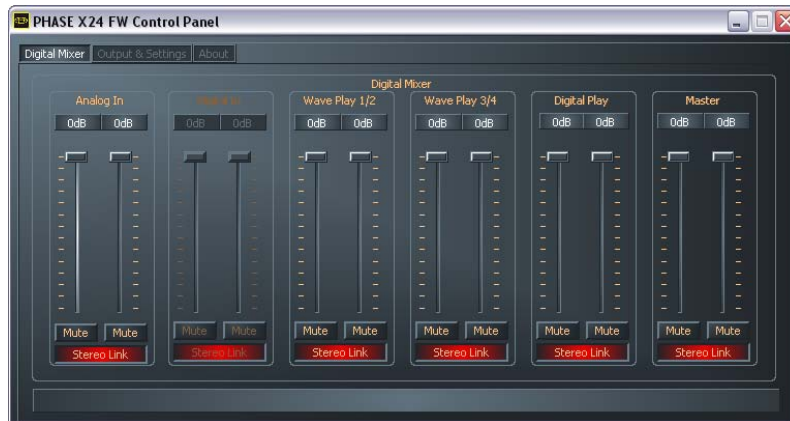 PHASE X24 FW Control Panel
Digital Mixer Output & Settings About
Digital Mixer
Analog In Wave Play 1/2 Wave Play 3/4 Digital Play Master
0dB 0dB 0dB 0dB 0dB 0dB 0dB 0dB 0dB 0dB 0dB 0dB
Mute Mute Mute Mute Mute Mute Mute Mute Mute Mute Mute Mute
Stereo Link Stereo Link Stereo Link Stereo Link Stereo Link Stereo Link